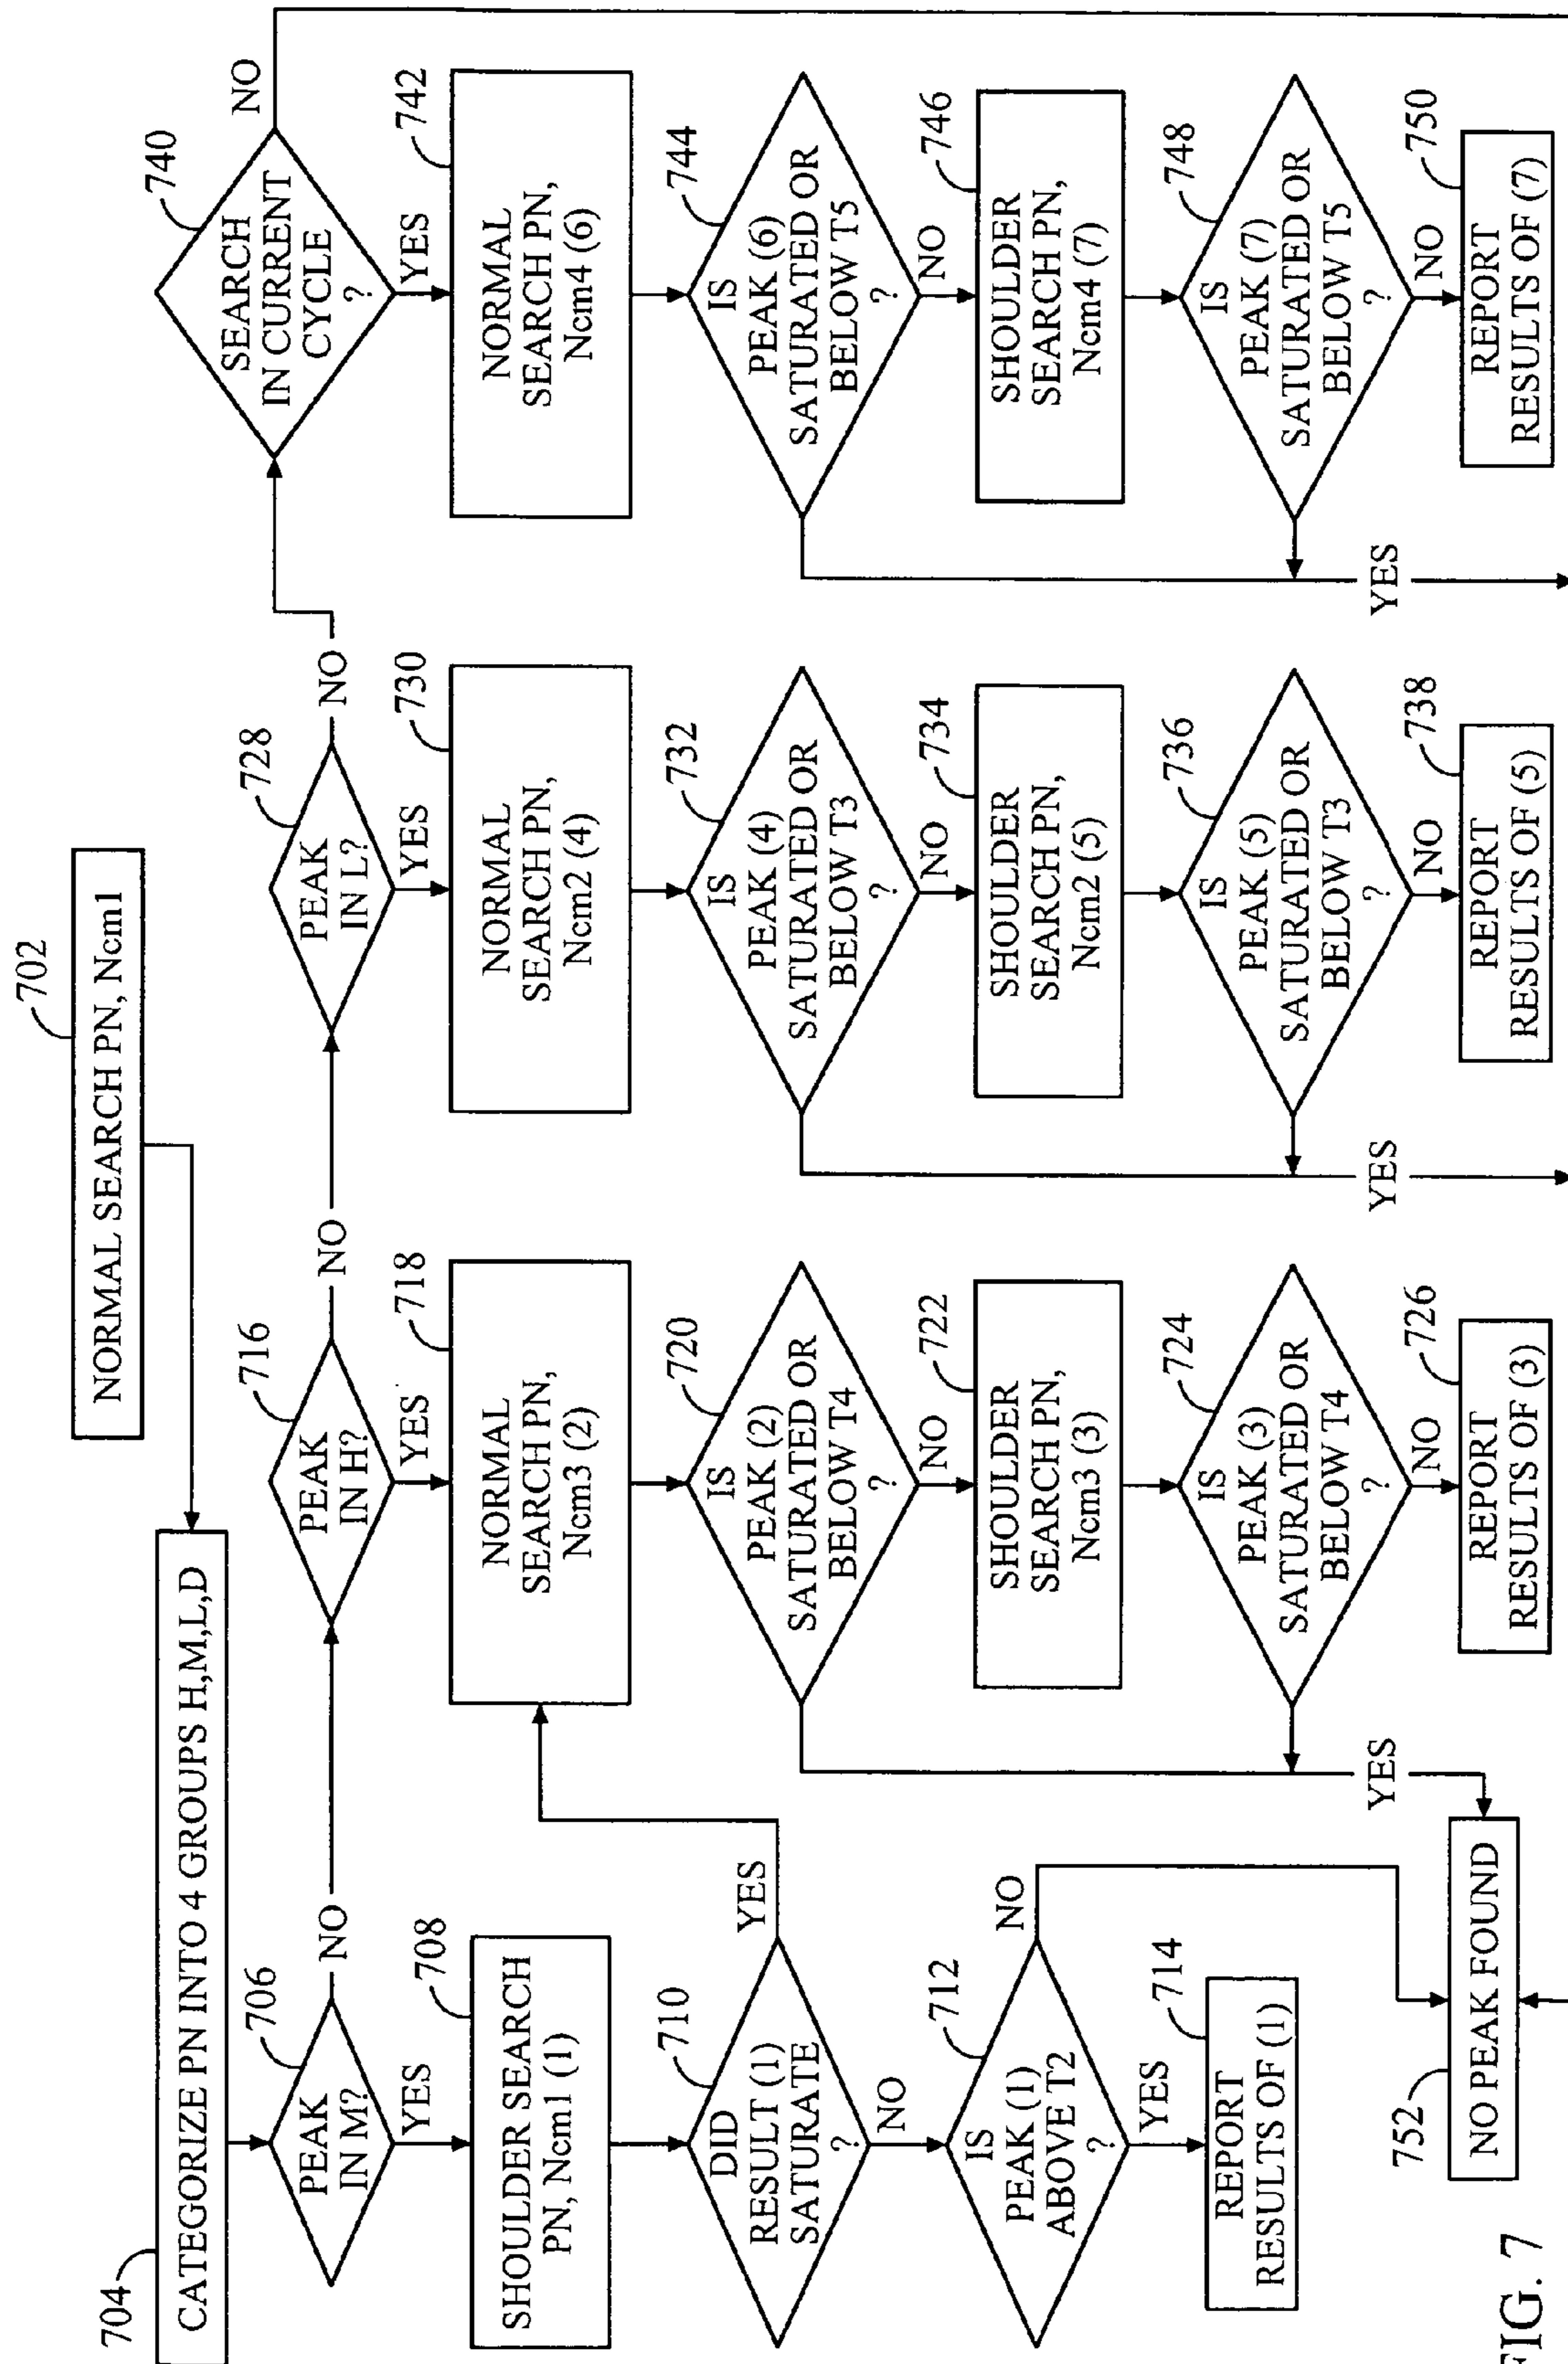 702
NORMAL SEARCH PN, Ncm1
704
CATEGORIZE PN INTO 4 GROUPS H,M,L,D
706
PEAK
IN M?
NO
YES
708
SHOULDER SEARCH
PN, Ncm1 (1)
710
DID
RESULT (1)
SATURATE
?
YES
NO
712
IS
PEAK (1)
ABOVE T2
?
NO
YES
714
REPORT
RESULTS OF (1)
716
PEAK
IN H?
NO
YES
718
NORMAL
SEARCH PN,
Ncm3 (2)
720
IS
PEAK (2)
SATURATED OR
BELOW T4
?
NO
722
SHOULDER
SEARCH PN,
Ncm3 (3)
724
IS
PEAK (3)
SATURATED OR
BELOW T4
?
YES
NO
726
REPORT
RESULTS OF (3)
728
PEAK
IN L?
NO
YES
730
NORMAL
SEARCH PN,
Ncm2 (4)
732
IS
PEAK (4)
SATURATED OR
BELOW T3
?
NO
734
SHOULDER
SEARCH PN,
Ncm2 (5)
736
IS
PEAK (5)
SATURATED OR
BELOW T3
?
YES
NO
738
REPORT
RESULTS OF (5)
740
SEARCH
IN CURRENT
CYCLE
?
NO
YES
742
NORMAL
SEARCH PN,
Ncm4 (6)
744
IS
PEAK (6)
SATURATED OR
BELOW T5
?
NO
746
SHOULDER
SEARCH PN,
Ncm4 (7)
748
IS
PEAK (7)
SATURATED OR
BELOW T5
?
YES
NO
750
REPORT
RESULTS OF (7)
752
NO PEAK FOUND
FIG. 7